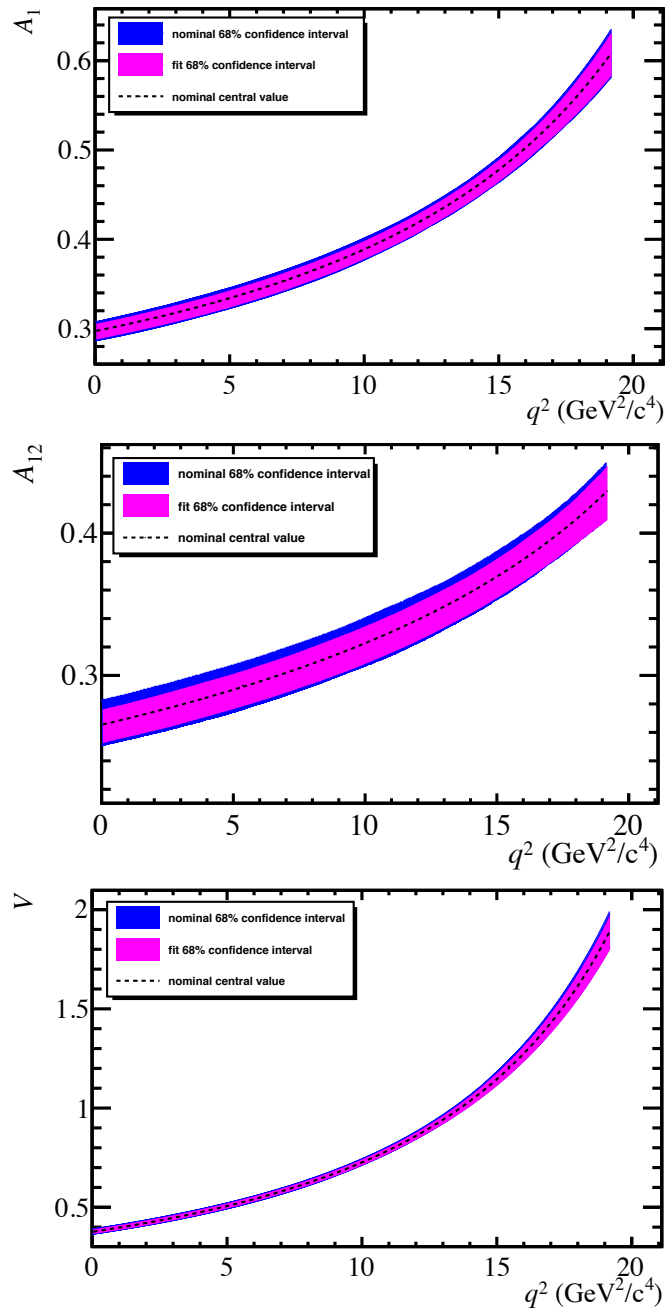 A₁
nominal 68% confidence interval
fit 68% confidence interval
nominal central value
0.6
0.5
0.4
0.3
0 5 10 15 20
q² (GeV²/c⁴)
A₁₂
nominal 68% confidence interval
fit 68% confidence interval
nominal central value
0.4
0.3
0 5 10 15 20
q² (GeV²/c⁴)
V
nominal 68% confidence interval
fit 68% confidence interval
nominal central value
2
1.5
1
0.5
0 5 10 15 20
q² (GeV²/c⁴)